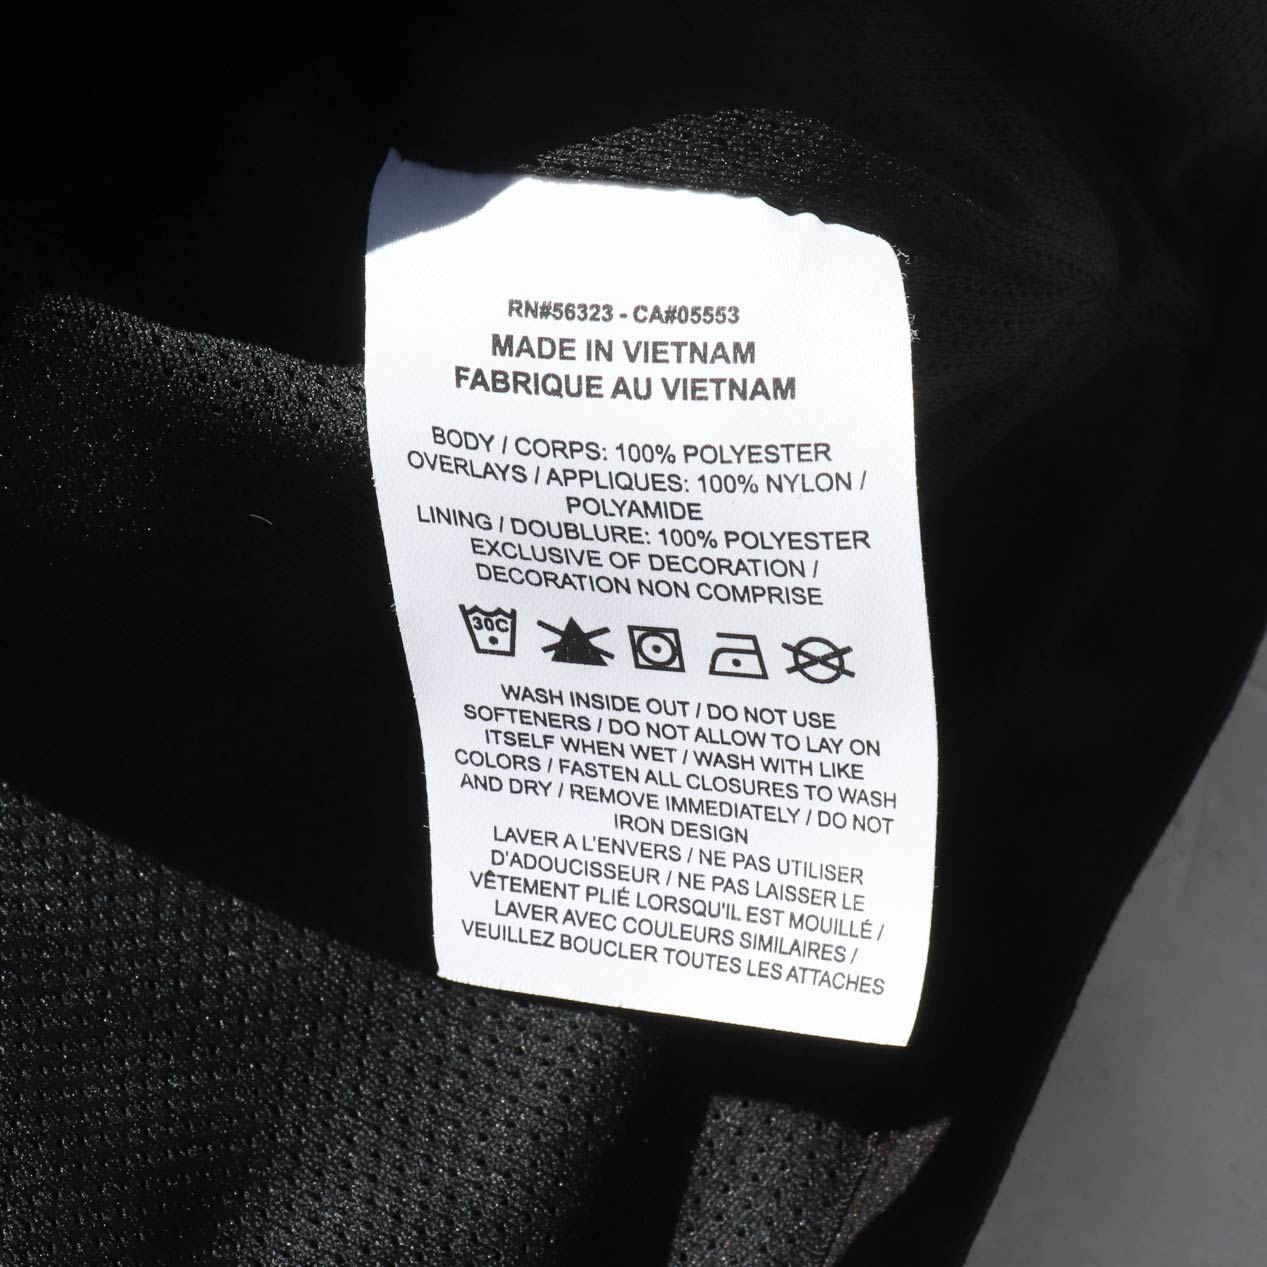 RN#56323 - CA#05553
MADE IN VIETNAM
FABRIQUE AU VIETNAM
BODY / CORPS: 100% POLYESTER
OVERLAYS / APPLIQUES: 100% NYLON /
POLYAMIDE
LINING / DOUBLURE: 100% POLYESTER
EXCLUSIVE OF DECORATION /
DECORATION NON COMPRISE
30C
WASH INSIDE OUT / DO NOT USE
SOFTENERS / DO NOT ALLOW TO LAY ON
ITSELF WHEN WET / WASH WITH LIKE
COLORS / FASTEN ALL CLOSURES TO WASH
AND DRY / REMOVE IMMEDIATELY / DO NOT
IRON DESIGN
LAVER A L'ENVERS / NE PAS UTILISER
D'ADOUCISSEUR / NE PAS LAISSER LE
VÊTEMENT PLIÉ LORSQU'IL EST MOUILLÉ /
LAVER AVEC COULEURS SIMILAIRES /
VEUILLEZ BOUCLER TOUTES LES ATTACHES